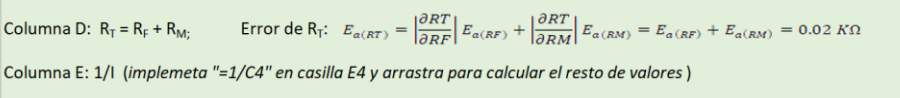 Columna D: R_T = R_F + R_M; Error de R_T: E_a(RT) = |∂RT/∂RF| E_a(RF) + |∂RT/∂RM| E_a(RM) = E_a(RF) + E_a(RM) = 0.02 KΩ
Columna E: 1/I (implemeta "=1/C4" en casilla E4 y arrastra para calcular el resto de valores )